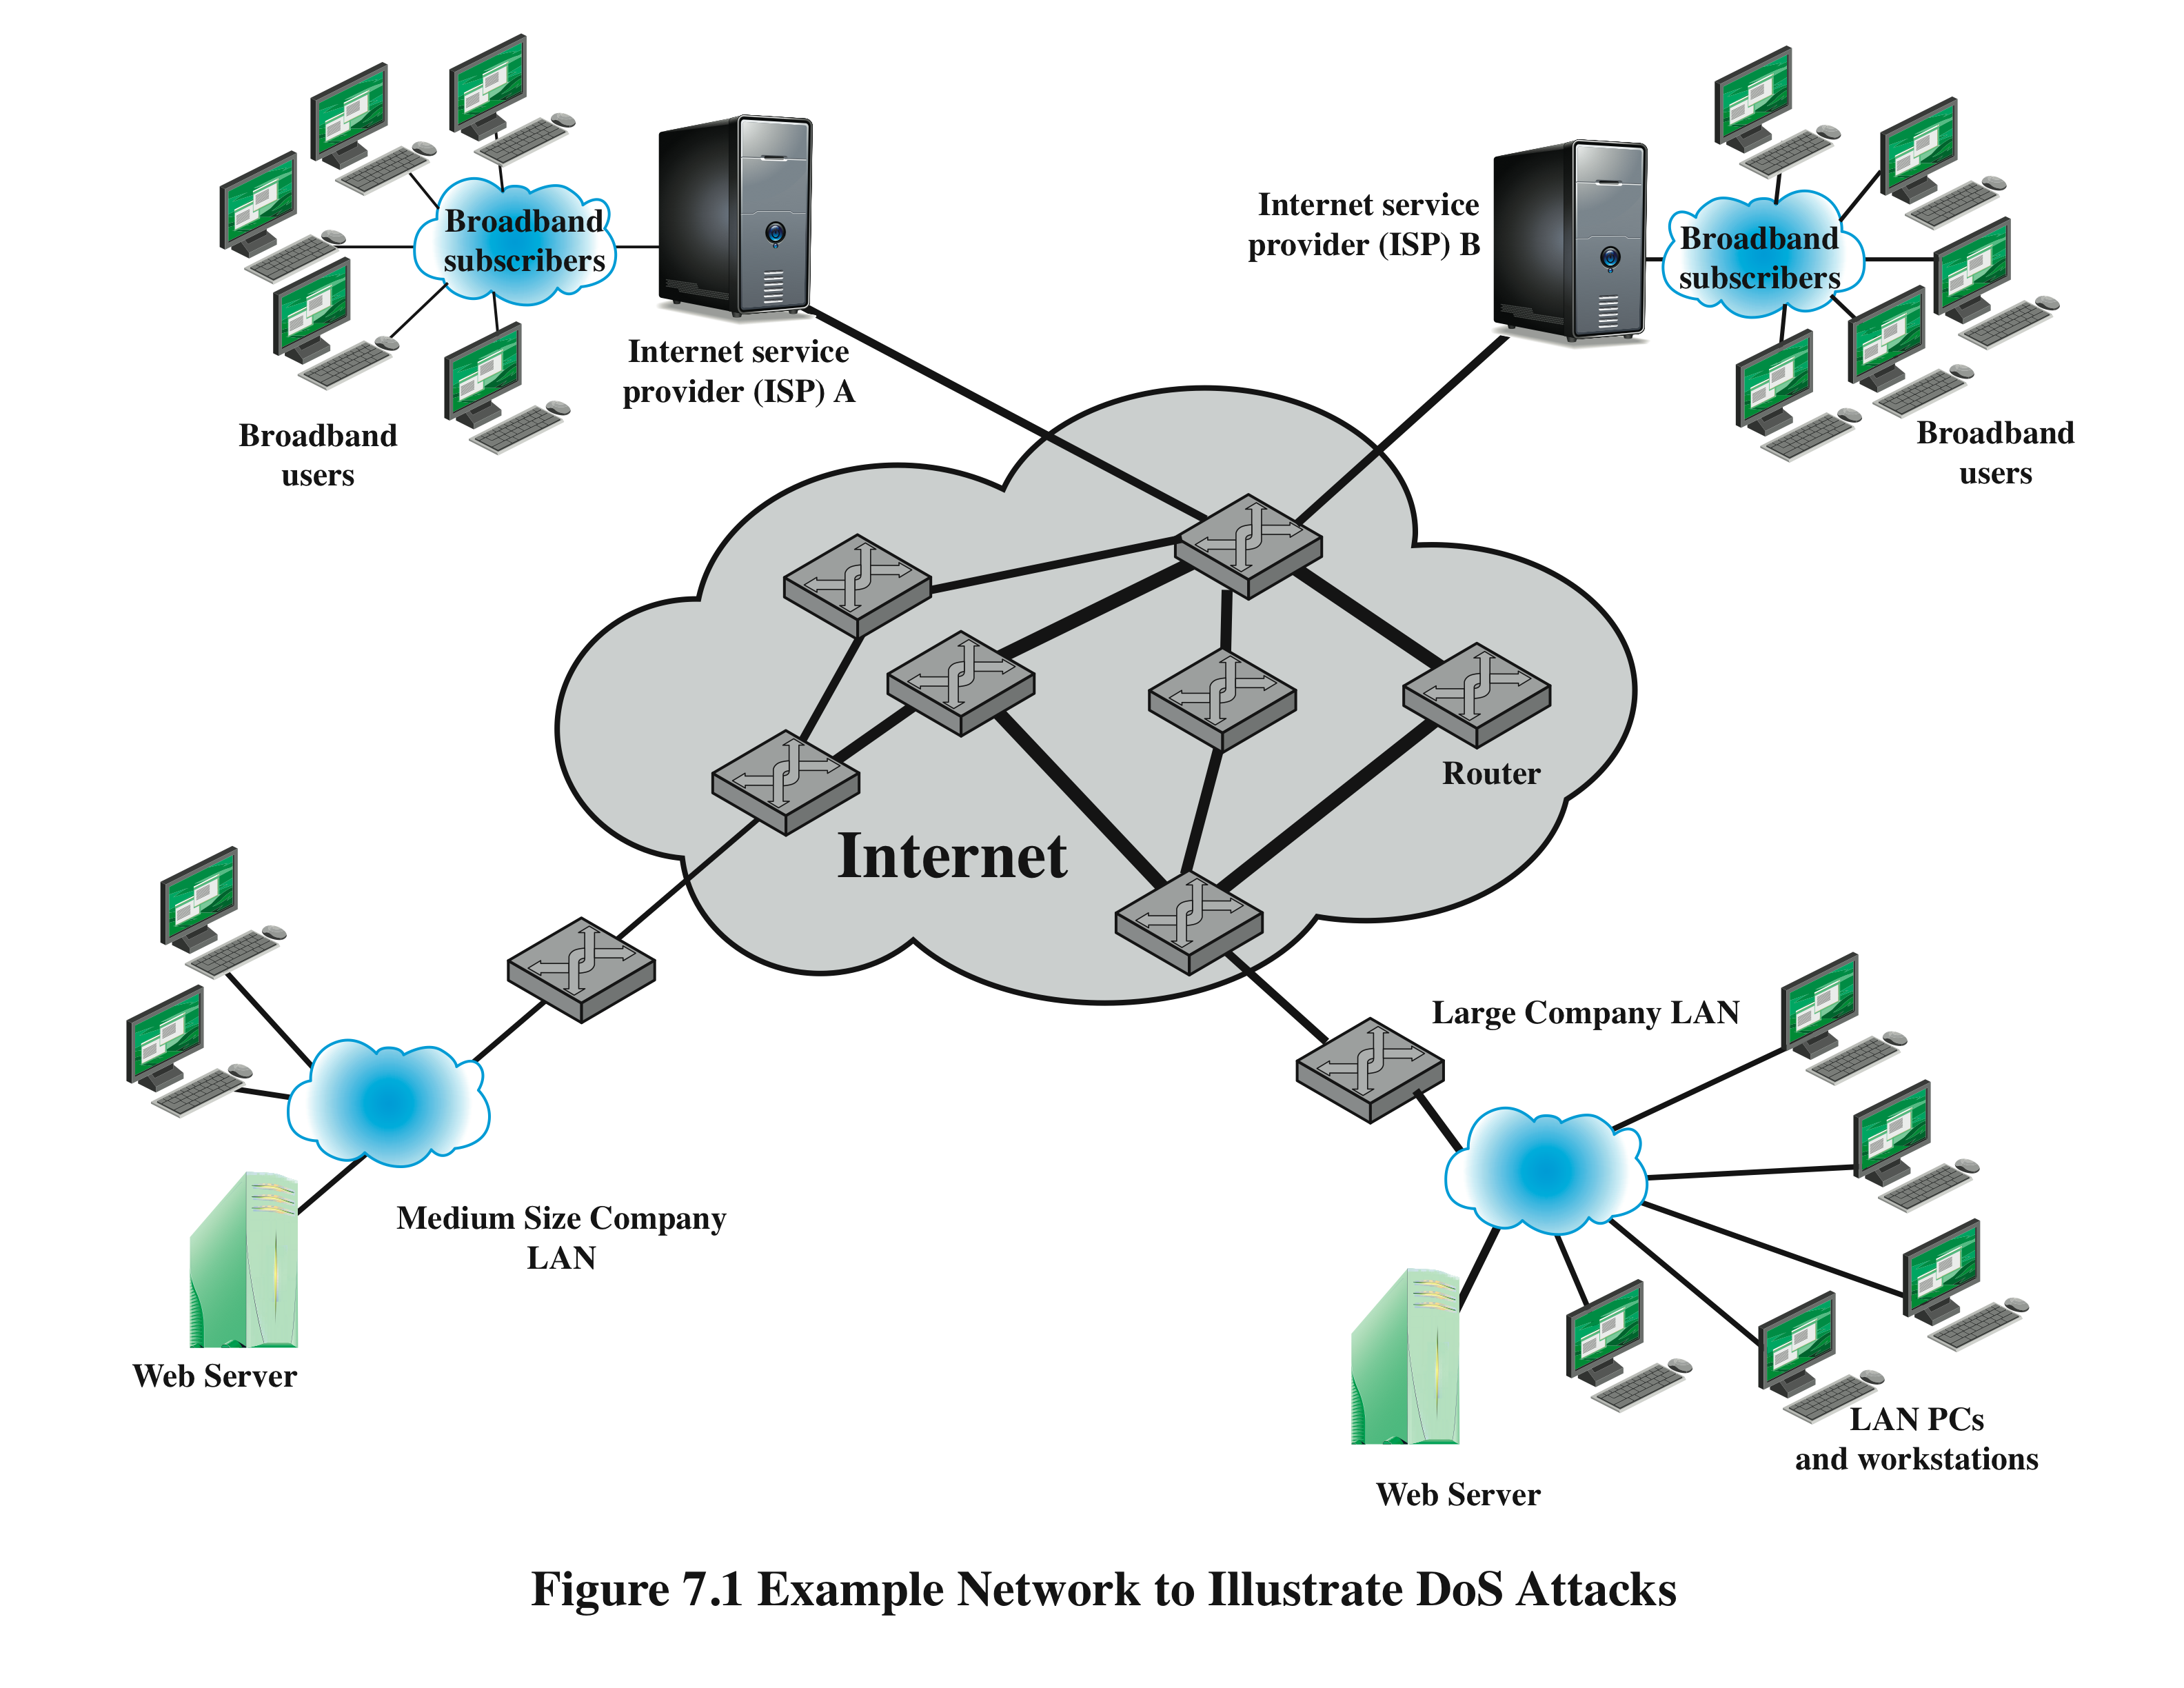 Broadband
subscribers
Internet service
provider (ISP) A
Broadband
users
Internet service
provider (ISP) B
Broadband
subscribers
Broadband
users
Router
Internet
Large Company LAN
Medium Size Company
LAN
Web Server
LAN PCs
and workstations
Web Server
Figure 7.1 Example Network to Illustrate DoS Attacks